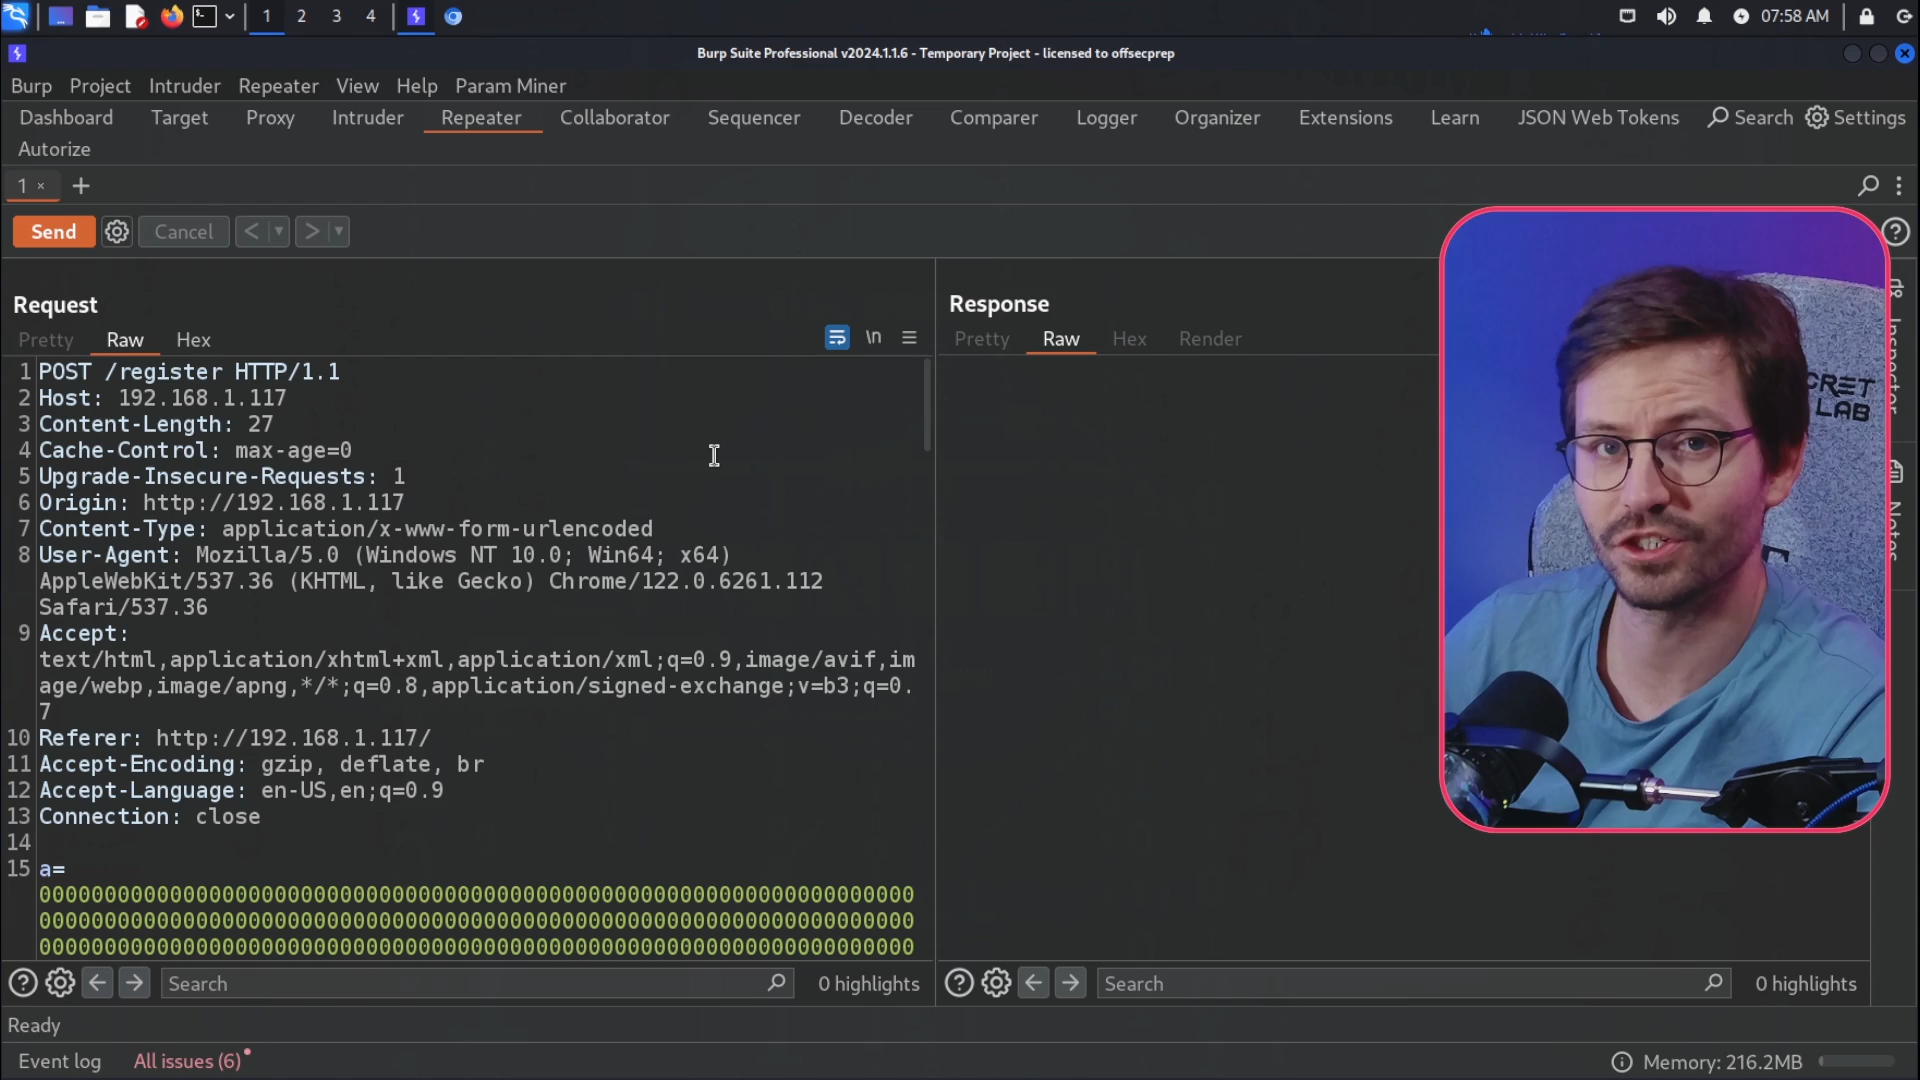 1 2 3 4
07:58 AM
Burp Suite Professional v2024.1.1.6 - Temporary Project - licensed to offsecprep
Burp Project Intruder Repeater View Help Param Miner
Dashboard Target Proxy Intruder Repeater Collaborator Sequencer Decoder Comparer Logger Organizer Extensions Learn JSON Web Tokens Search Settings
Autorize
1 × +
Send Cancel < >
Request
Pretty Raw Hex \n
1 POST /register HTTP/1.1
2 Host: 192.168.1.117
3 Content-Length: 27
4 Cache-Control: max-age=0
5 Upgrade-Insecure-Requests: 1
6 Origin: http://192.168.1.117
7 Content-Type: application/x-www-form-urlencoded
8 User-Agent: Mozilla/5.0 (Windows NT 10.0; Win64; x64)
AppleWebKit/537.36 (KHTML, like Gecko) Chrome/122.0.6261.112
Safari/537.36
9 Accept:
text/html,application/xhtml+xml,application/xml;q=0.9,image/avif,im
age/webp,image/apng,*/*;q=0.8,application/signed-exchange;v=b3;q=0.
7
10 Referer: http://192.168.1.117/
11 Accept-Encoding: gzip, deflate, br
12 Accept-Language: en-US,en;q=0.9
13 Connection: close
14
15 a=
0000000000000000000000000000000000000000000000000000000000000000000
0000000000000000000000000000000000000000000000000000000000000000000
0000000000000000000000000000000000000000000000000000000000000000000
Search 0 highlights
Response
Pretty Raw Hex Render
Search 0 highlights
Inspector
Notes
CRET
LAB
Ready
Event log All issues (6) Memory: 216.2MB